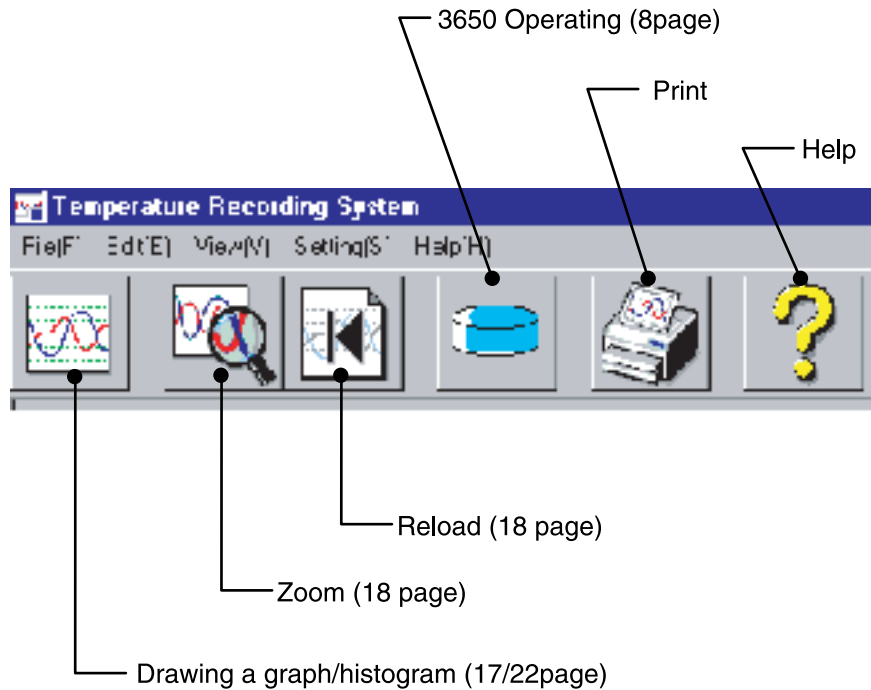 3650 Operating (8page)
Print
Help
Temperature Recording System
File(F) Edit(E) View(V) Setting(S) Help(H)
Reload (18 page)
Zoom (18 page)
Drawing a graph/histogram (17/22page)